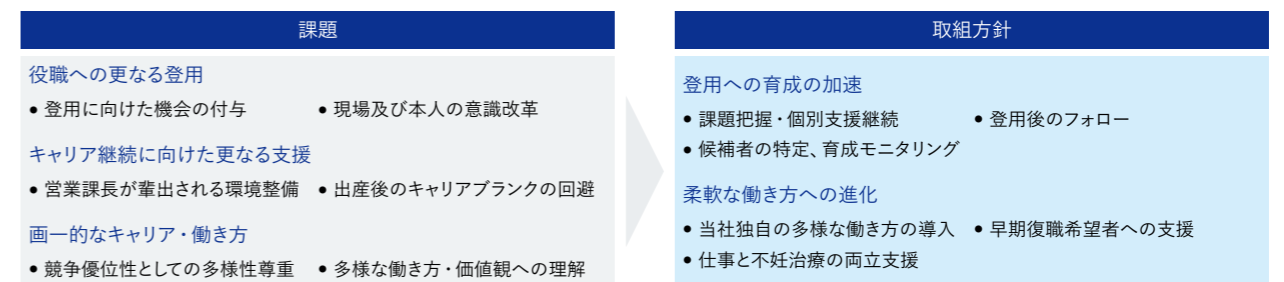 課題
役職への更なる登用
● 登用に向けた機会の付与 ● 現場及び本人の意識改革
キャリア継続に向けた更なる支援
● 営業課長が輩出される環境整備 ● 出産後のキャリアブランクの回避
画一的なキャリア・働き方
● 競争優位性としての多様性尊重 ● 多様な働き方・価値観への理解
取組方針
登用への育成の加速
● 課題把握・個別支援継続 ● 登用後のフォロー
● 候補者の特定、育成モニタリング
柔軟な働き方への進化
● 当社独自の多様な働き方の導入 ● 早期復職希望者への支援
● 仕事と不妊治療の両立支援